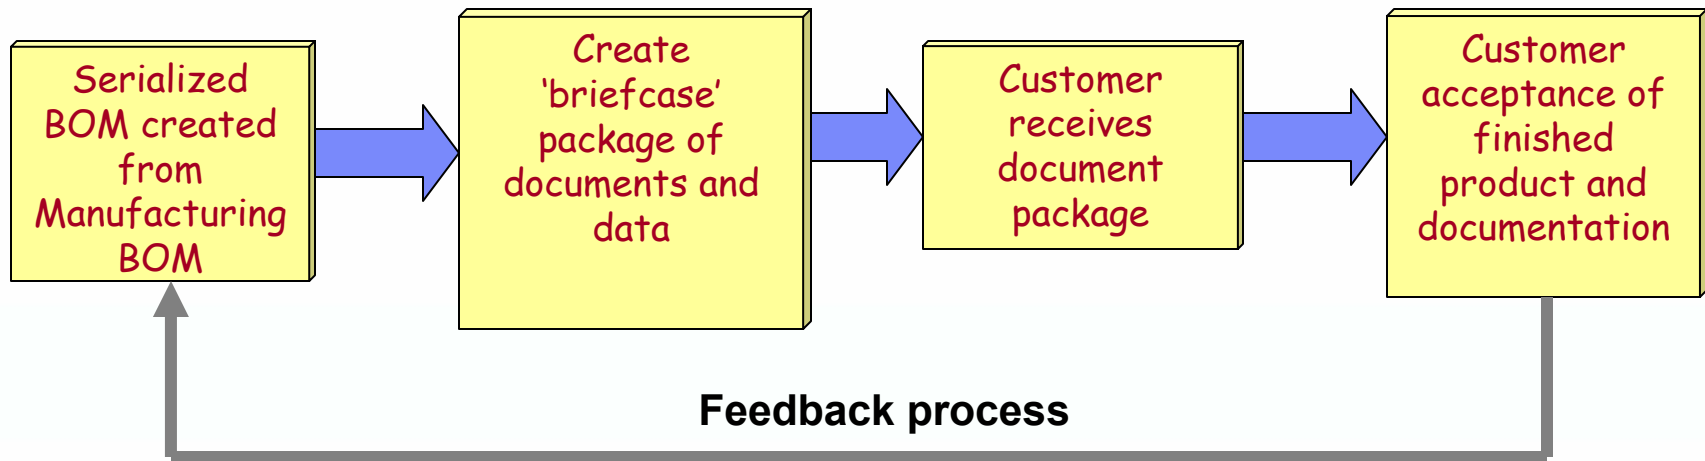 Serialized
BOM created
from
Manufacturing
BOM
Create
‘briefcase’
package of
documents and
data
Customer
receives
document
package
Customer
acceptance of
finished
product and
documentation
Feedback process